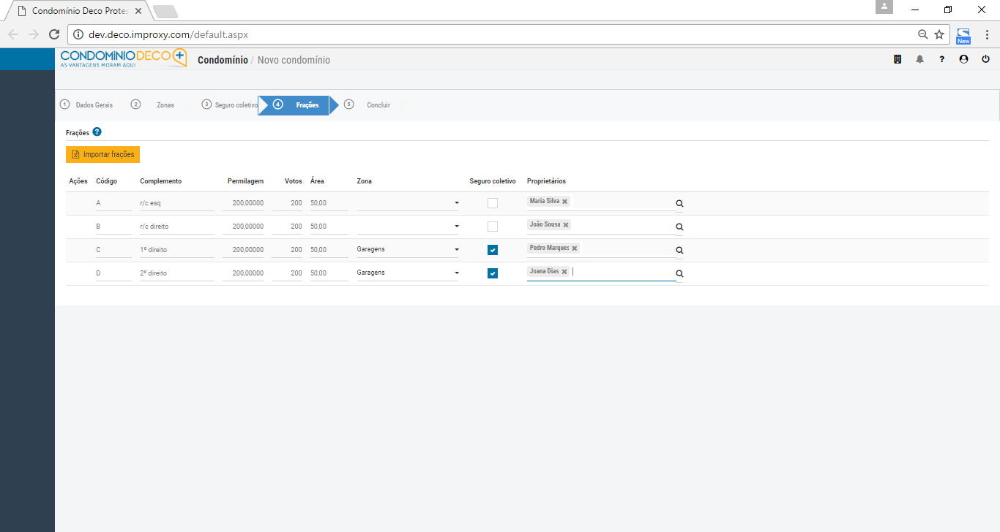 Condomínio Deco Protes
dev.deco.improxy.com/default.aspx
New
CONDOMÍNIO DECO+
AS VANTAGENS MORAM AQUI
Condomínio / Novo condomínio
?
1 Dados Gerais 2 Zonas 3 Seguro coletivo 4 Frações 5 Concluir
Frações ?
Importar frações
Ações Código Complemento Permilagem Votos Área Zona Seguro coletivo Proprietários
A r/c esq 200,00000 200 50,00 Maria Silva
B r/c direito 200,00000 200 50,00 João Sousa
C 1º direito 200,00000 200 50,00 Garagens Pedro Marques
D 2º direito 200,00000 200 50,00 Garagens Joana Dias